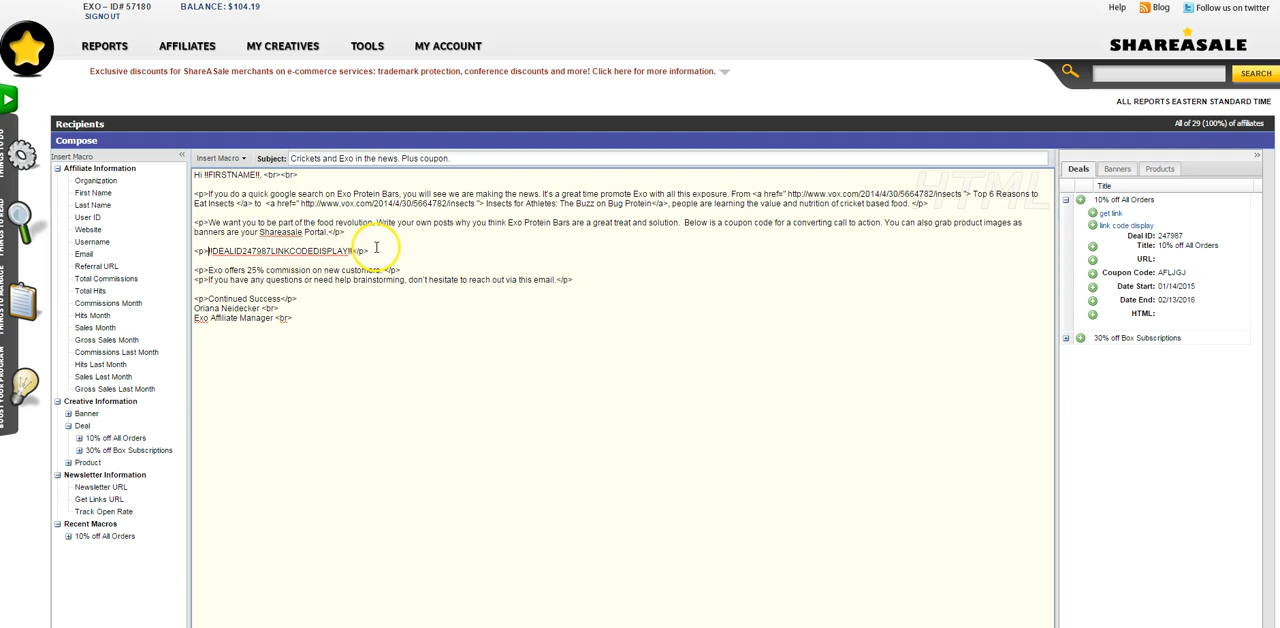 EXO – ID# 57180 BALANCE: $104.19
SIGNOUT
Help Blog Follow us on twitter
REPORTS AFFILIATES MY CREATIVES TOOLS MY ACCOUNT
SHAREASALE
Exclusive discounts for ShareASale merchants on e-commerce services: trademark protection, conference discounts and more! Click here for more information.
SEARCH
ALL REPORTS EASTERN STANDARD TIME
THINGS TO DO
THINGS TO READ
THINGS TO MANAGE
BOOST YOUR PROGRAM
Recipients All of 29 (100%) of affiliates
Compose
Insert Macro «
Affiliate Information
Organization
First Name
Last Name
User ID
Website
Username
Email
Referral URL
Total Commissions
Total Hits
Commissions Month
Hits Month
Sales Month
Gross Sales Month
Commissions Last Month
Hits Last Month
Sales Last Month
Gross Sales Last Month
Creative Information
Banner
Deal
10% off All Orders
30% off Box Subscriptions
Product
Newsletter Information
Newsletter URL
Get Links URL
Track Open Rate
Recent Macros
10% off All Orders
Insert Macro Subject: Crickets and Exo in the news. Plus coupon.
HTML
Hi !!FIRSTNAME!!, <br><br>
<p>If you do a quick google search on Exo Protein Bars, you will see we are making the news. It's a great time promote Exo with all this exposure. From <a href=" http://www.vox.com/2014/4/30/5664782/insects "> Top 6 Reasons to
Eat Insects </a> to <a href=" http://www.vox.com/2014/4/30/5664782/insects "> Insects for Athletes: The Buzz on Bug Protein</a>, people are learning the value and nutrition of cricket based food. </p>
<p>We want you to be part of the food revolution. Write your own posts why you think Exo Protein Bars are a great treat and solution. Below is a coupon code for a converting call to action. You can also grab product images as
banners are your Shareasale Portal.</p>
<p>!!DEALID247987LINKCODEDISPLAY!!</p>
<p>Exo offers 25% commission on new customers. </p>
<p>If you have any questions or need help brainstorming, don't hesitate to reach out via this email.</p>
<p>Continued Success</p>
Oriana Neidecker <br>
Exo Affiliate Manager <br>
»
Deals Banners Products
Title
10% off All Orders
get link
link code display
Deal ID: 247987
Title: 10% off All Orders
URL:
Coupon Code: AFLJGJ
Date Start: 01/14/2015
Date End: 02/13/2016
HTML:
30% off Box Subscriptions